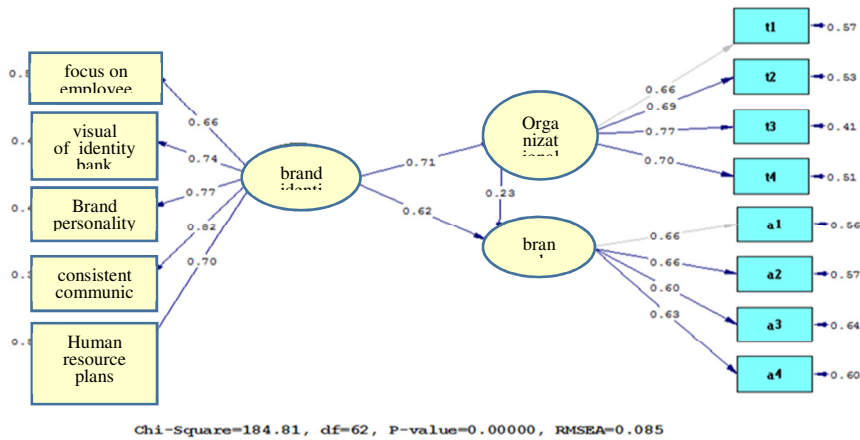 focus on
employee
visual
of identity
bank
Brand
personality
consistent
communic
Human
resource
plans
0.66
0.74
0.77
0.82
0.70
brand
identi
0.71
0.62
0.23
Orga
nizat
ional
bran
0.66
0.69
0.77
0.70
0.66
0.66
0.60
0.63
t1
0.57
t2
0.53
t3
0.41
t4
0.51
a1
0.56
a2
0.57
a3
0.64
a4
0.60
Chi-Square=184.81, df=62, P-value=0.00000, RMSEA=0.085